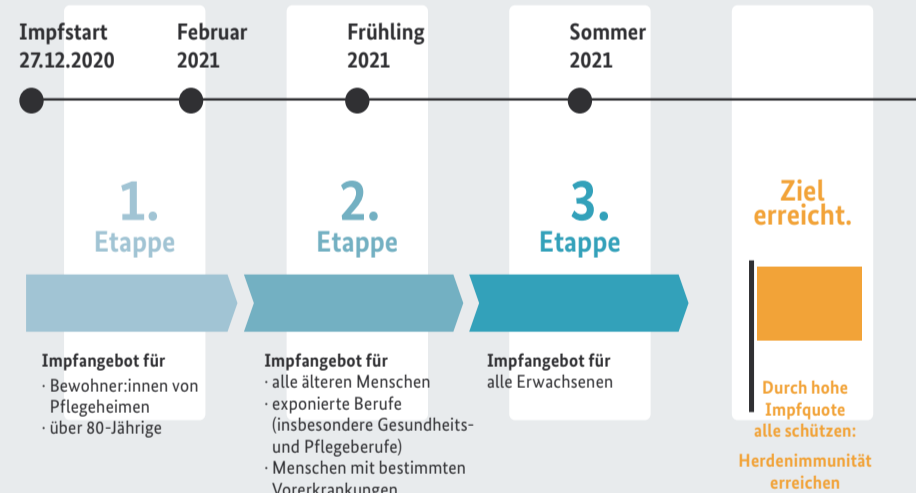 Impfstart
27.12.2020
Februar
2021
Frühling
2021
Sommer
2021
1.
Etappe
2.
Etappe
3.
Etappe
Ziel
erreicht.
Impfangebot für
· Bewohner:innen von
Pflegeheimen
· über 80-Jährige
Impfangebot für
· alle älteren Menschen
· exponierte Berufe
(insbesondere Gesundheits-
und Pflegeberufe)
· Menschen mit bestimmten
Vorerkrankungen
Impfangebot für
alle Erwachsenen
Durch hohe
Impfquote
alle schützen:
Herdenimmunität
erreichen